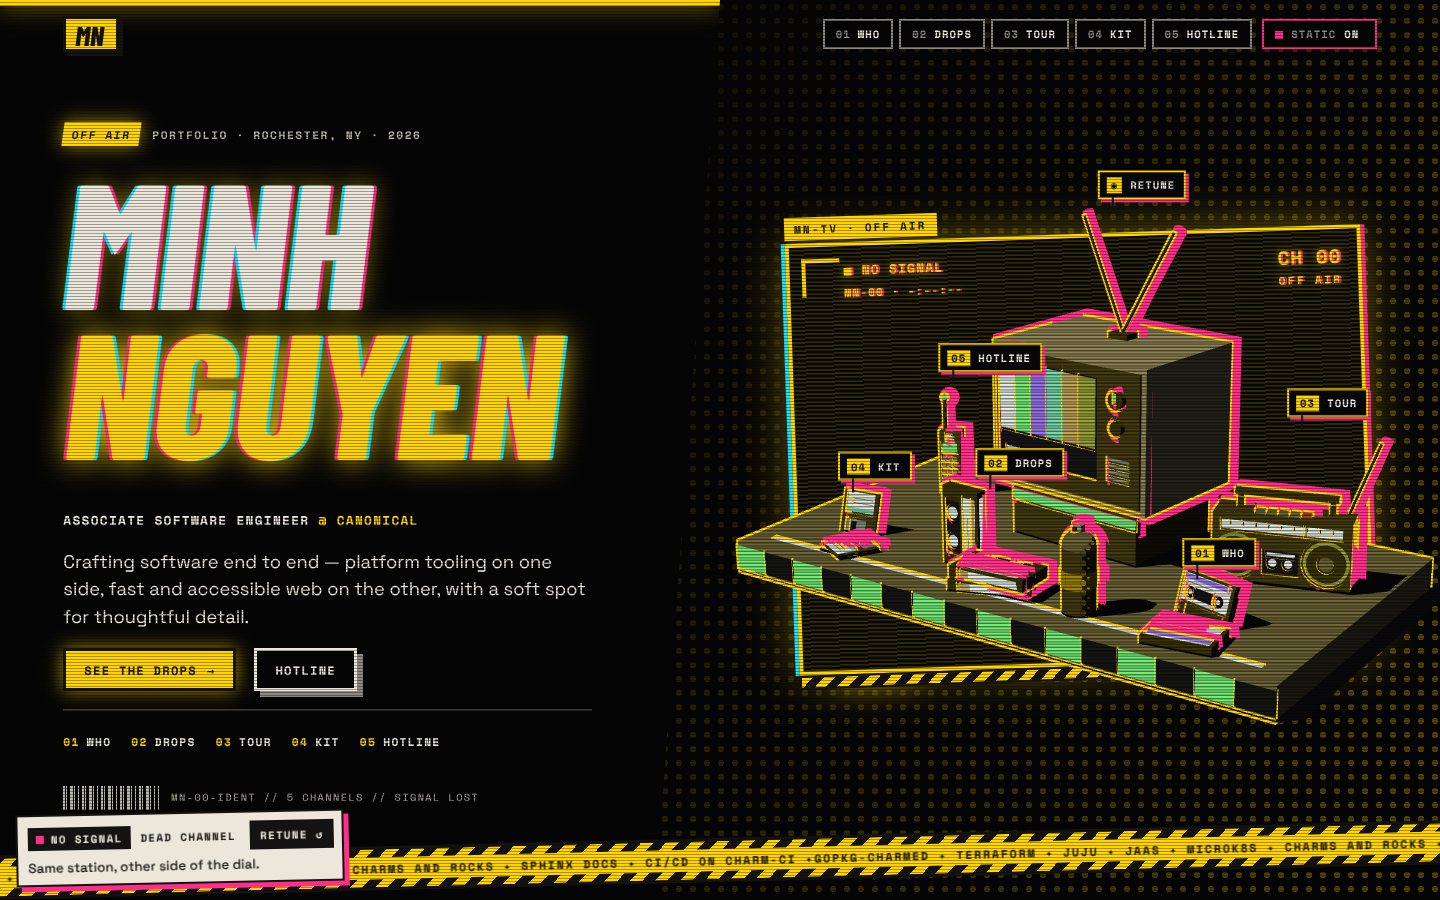 MN
01 WHO
02 DROPS
03 TOUR
04 KIT
05 HOTLINE
STATIC ON
OFF AIR
PORTFOLIO · ROCHESTER, NY · 2026
MINH
NGUYEN
ASSOCIATE SOFTWARE ENGINEER @ CANONICAL
Crafting software end to end — platform tooling on one
side, fast and accessible web on the other, with a soft spot
for thoughtful detail.
SEE THE DROPS →
HOTLINE
01 WHO
02 DROPS
03 TOUR
04 KIT
05 HOTLINE
MN-00-IDENT // 5 CHANNELS // SIGNAL LOST
RETUNE
MN-TV · OFF AIR
NO SIGNAL
MN-00 - -:--:--
CH 00
OFF AIR
05 HOTLINE
03 TOUR
04 KIT
02 DROPS
01 WHO
NO SIGNAL
DEAD CHANNEL
RETUNE ↺
Same station, other side of the dial.
CHARMS AND ROCKS ✦ SPHINX DOCS ✦ CI/CD ON CHARM-CI ✦ GOPKG-CHARMED ✦ TERRAFORM ✦ JUJU ✦ JAAS ✦ MICROK8S ✦ CHARMS AND ROCKS